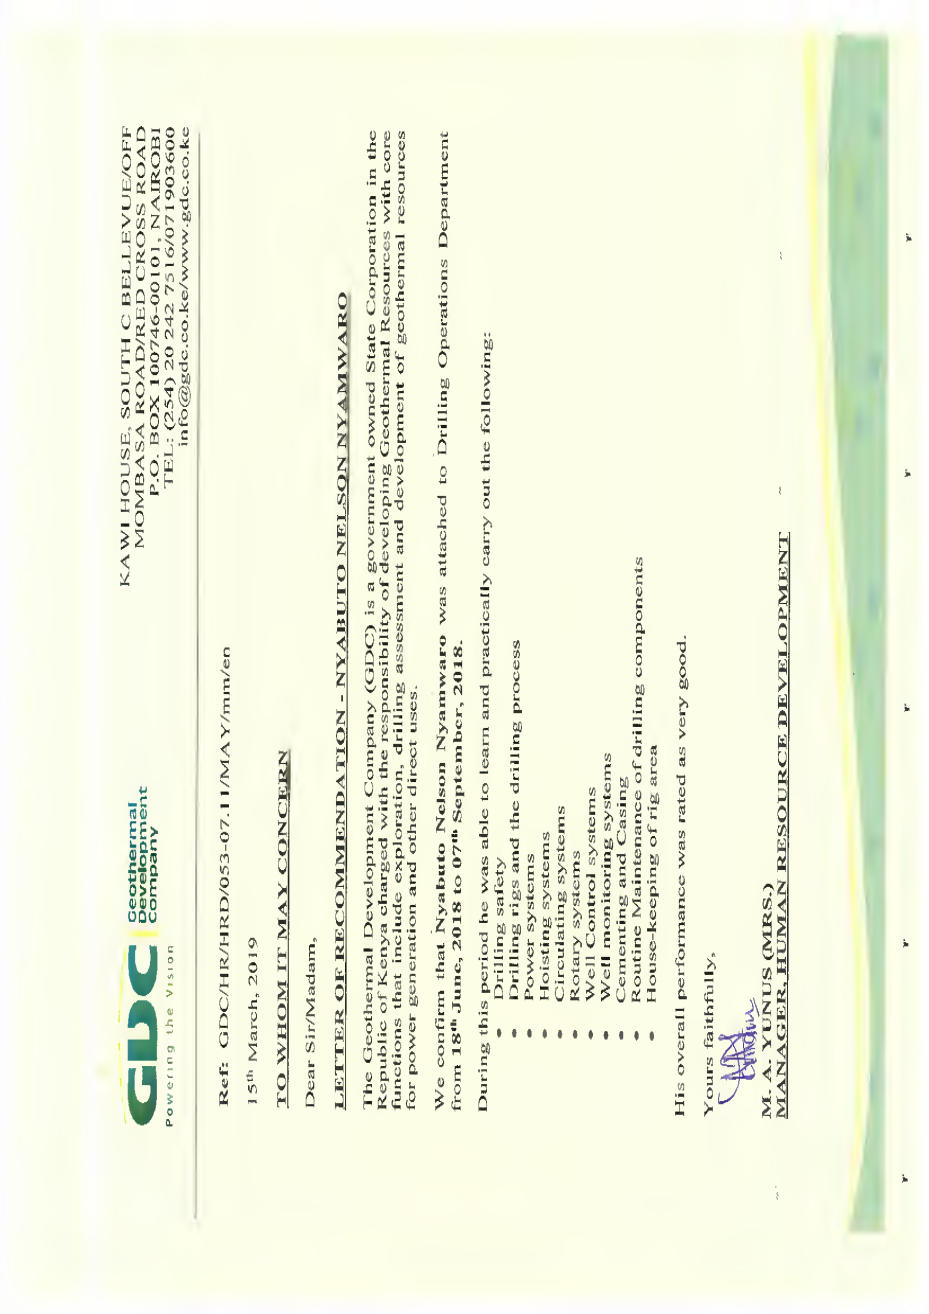 GDC
Geothermal
Development
Company
Powering the Vision
KAWI HOUSE, SOUTH C BELLEVUE/OFF
MOMBASA ROAD/RED CROSS ROAD
P.O. BOX 100746-00101, NAIROBI
TEL: (254) 20 242 7516/071903600
info@gdc.co.ke/www.gdc.co.ke
Ref: GDC/HR/HRD/053-07.11/MAY/mm/en
15th March, 2019
TO WHOM IT MAY CONCERN
Dear Sir/Madam,
LETTER OF RECOMMENDATION - NYABUTO NELSON NYAMWARO
The Geothermal Development Company (GDC) is a government owned State Corporation in the
Republic of Kenya charged with the responsibility of developing Geothermal Resources with core
functions that include exploration, drilling assessment and development of geothermal resources
for power generation and other direct uses.
We confirm that Nyabuto Nelson Nyamwaro was attached to Drilling Operations Department
from 18th June, 2018 to 07th September, 2018.
During this period he was able to learn and practically carry out the following:
• Drilling safety
• Drilling rigs and the drilling process
• Power systems
• Hoisting systems
• Circulating systems
• Rotary systems
• Well Control systems
• Well monitoring systems
• Cementing and Casing
• Routine Maintenance of drilling components
• House-keeping of rig area
His overall performance was rated as very good.
Yours faithfully,
M. A. YUNUS (MRS.)
MANAGER, HUMAN RESOURCE DEVELOPMENT